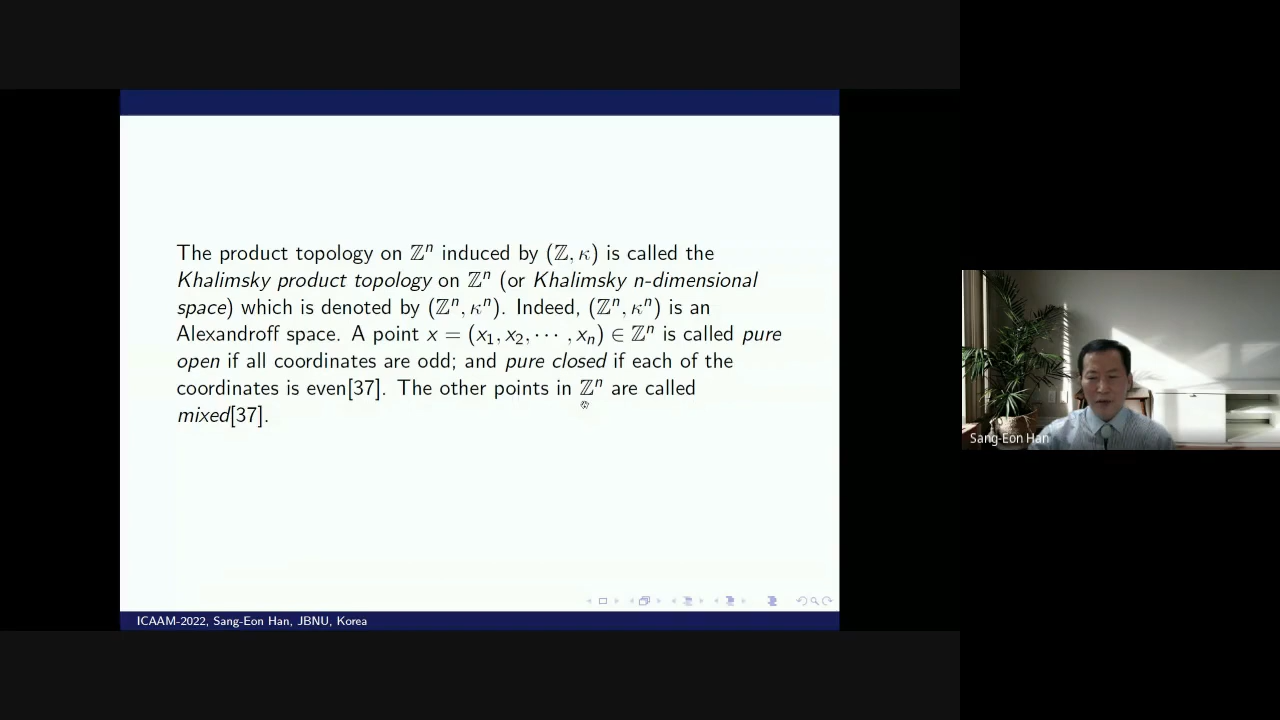 The product topology on ℤⁿ induced by (ℤ, κ) is called the
Khalimsky product topology on ℤⁿ (or Khalimsky n-dimensional
space) which is denoted by (ℤⁿ, κⁿ). Indeed, (ℤⁿ, κⁿ) is an
Alexandroff space. A point x = (x₁, x₂, ⋯ , xₙ) ∈ ℤⁿ is called pure
open if all coordinates are odd; and pure closed if each of the
coordinates is even[37]. The other points in ℤⁿ are called
mixed[37].
Sang-Eon Han
ICAAM-2022, Sang-Eon Han, JBNU, Korea